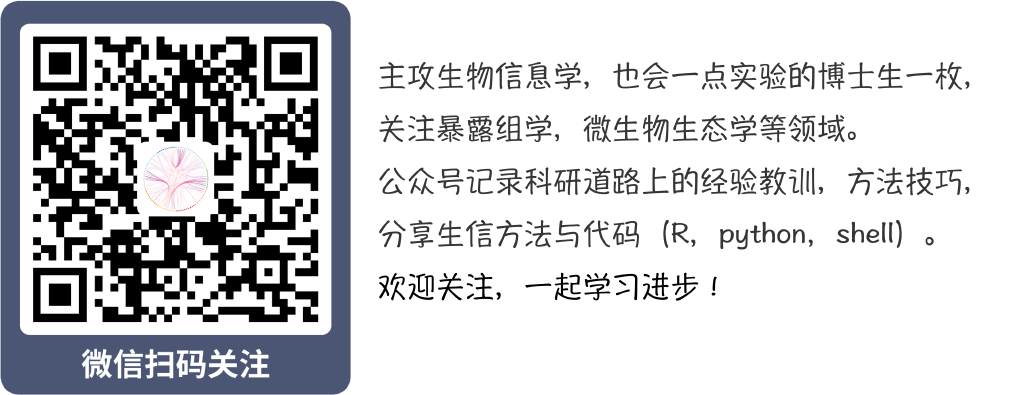 主攻生物信息学，也会一点实验的博士生一枚，
关注暴露组学，微生物生态学等领域。
公众号记录科研道路上的经验教训，方法技巧，
分享生信方法与代码（R，python，shell）。
欢迎关注，一起学习进步！
微信扫码关注